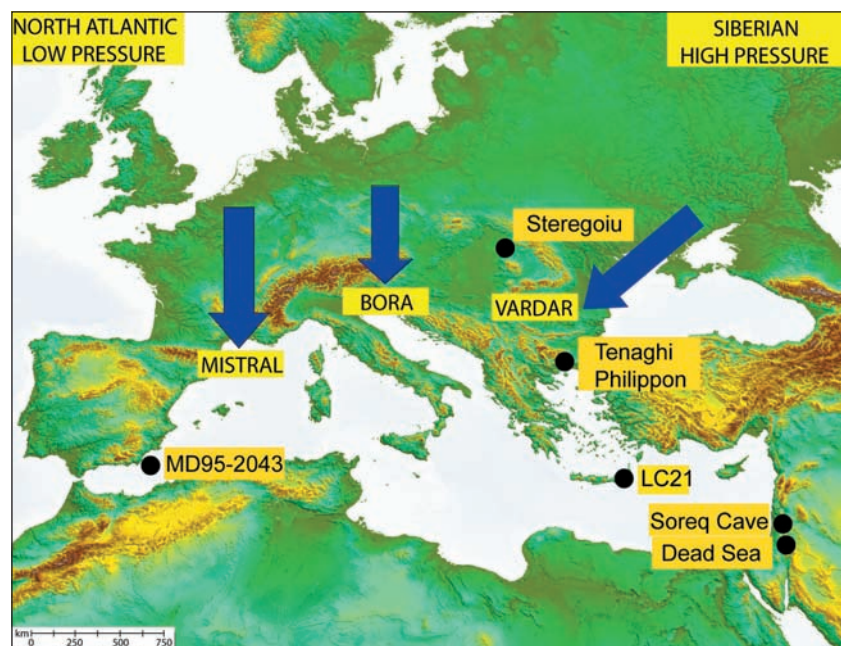 NORTH ATLANTIC
LOW PRESSURE
SIBERIAN
HIGH PRESSURE
Steregoiu
BORA
VARDAR
MISTRAL
Tenaghi
Philippon
MD95-2043
LC21
Soreq Cave
Dead Sea
km
0 250 500 750